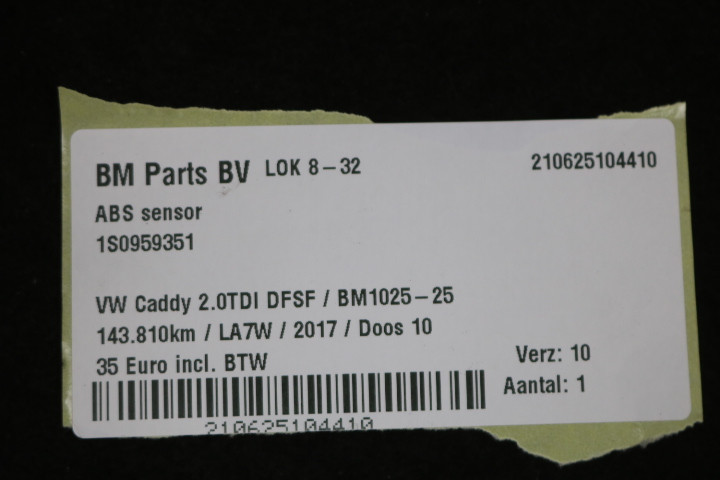 BM Parts BV LOK 8-32 210625104410
ABS sensor
1S0959351
VW Caddy 2.0TDI DFSF / BM1025-25
143.810km / LA7W / 2017 / Doos 10
35 Euro incl. BTW
Verz: 10
Aantal: 1
210625104410